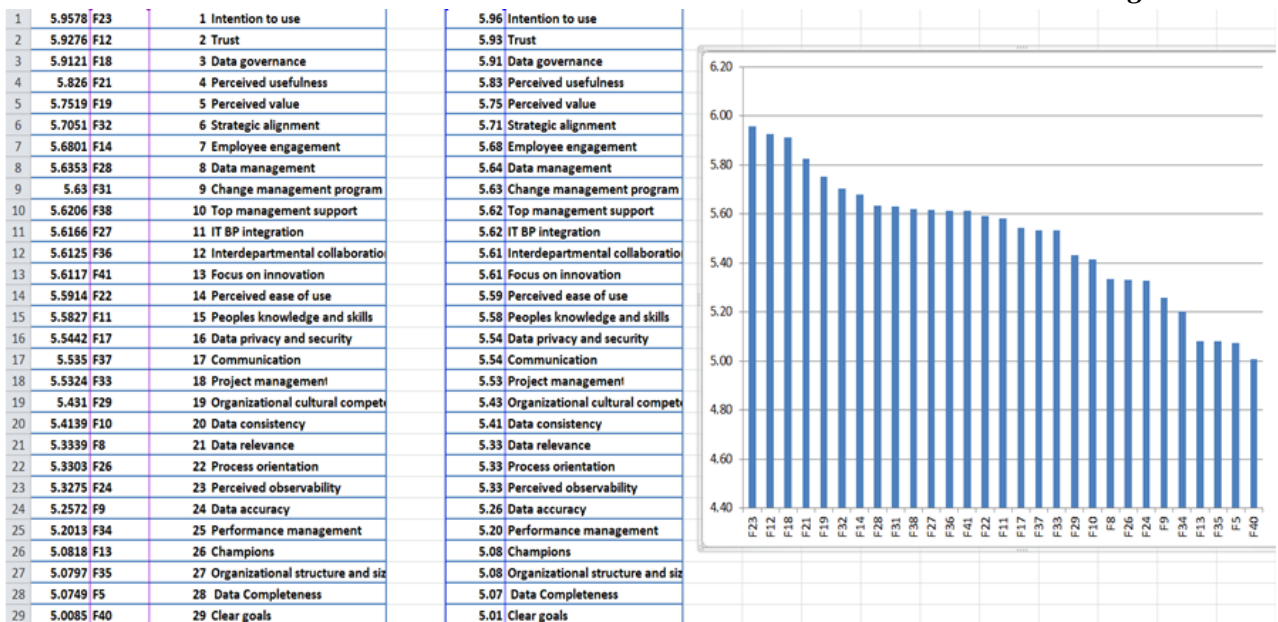 1 5.9578 F23 1 Intention to use 5.96 Intention to use
2 5.9276 F12 2 Trust 5.93 Trust
3 5.9121 F18 3 Data governance 5.91 Data governance
4 5.826 F21 4 Perceived usefulness 5.83 Perceived usefulness
5 5.7519 F19 5 Perceived value 5.75 Perceived value
6 5.7051 F32 6 Strategic alignment 5.71 Strategic alignment
7 5.6801 F14 7 Employee engagement 5.68 Employee engagement
8 5.6353 F28 8 Data management 5.64 Data management
9 5.63 F31 9 Change management program 5.63 Change management program
10 5.6206 F38 10 Top management support 5.62 Top management support
11 5.6166 F27 11 IT BP integration 5.62 IT BP integration
12 5.6125 F36 12 Interdepartmental collaboratio 5.61 Interdepartmental collaboratio
13 5.6117 F41 13 Focus on innovation 5.61 Focus on innovation
14 5.5914 F22 14 Perceived ease of use 5.59 Perceived ease of use
15 5.5827 F11 15 Peoples knowledge and skills 5.58 Peoples knowledge and skills
16 5.5442 F17 16 Data privacy and security 5.54 Data privacy and security
17 5.535 F37 17 Communication 5.54 Communication
18 5.5324 F33 18 Project management 5.53 Project management
19 5.431 F29 19 Organizational cultural compete 5.43 Organizational cultural compete
20 5.4139 F10 20 Data consistency 5.41 Data consistency
21 5.3339 F8 21 Data relevance 5.33 Data relevance
22 5.3303 F26 22 Process orientation 5.33 Process orientation
23 5.3275 F24 23 Perceived observability 5.33 Perceived observability
24 5.2572 F9 24 Data accuracy 5.26 Data accuracy
25 5.2013 F34 25 Performance management 5.20 Performance management
26 5.0818 F13 26 Champions 5.08 Champions
27 5.0797 F35 27 Organizational structure and siz 5.08 Organizational structure and siz
28 5.0749 F5 28 Data Completeness 5.07 Data Completeness
29 5.0085 F40 29 Clear goals 5.01 Clear goals
6.20
6.00
5.80
5.60
5.40
5.20
5.00
4.80
4.60
4.40
F23 F12 F18 F21 F19 F32 F14 F28 F31 F38 F27 F36 F41 F22 F11 F17 F37 F33 F29 F10 F8 F26 F24 F9 F34 F13 F35 F5 F40